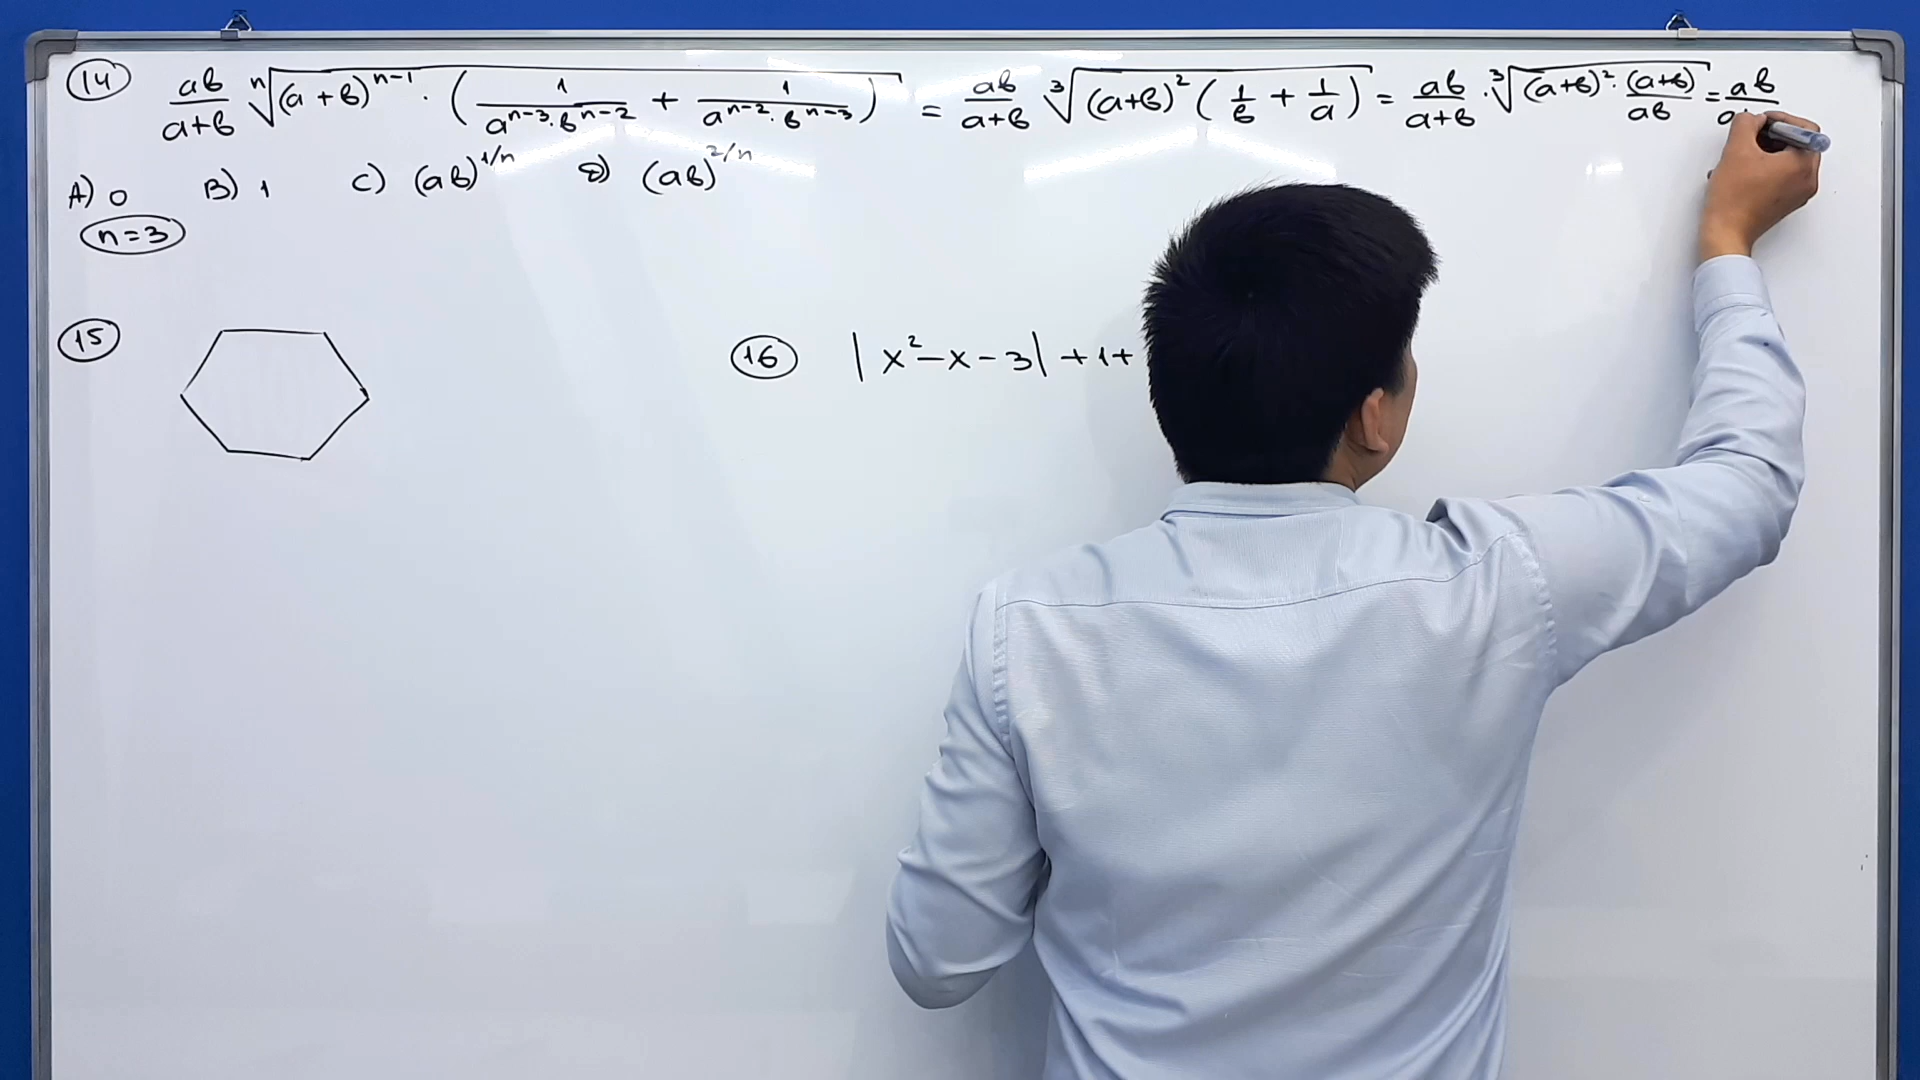 14 ab/a+b ⁿ√(a+b)ⁿ⁻¹ · (1/aⁿ⁻³·bⁿ⁻² + 1/aⁿ⁻²·bⁿ⁻³) = ab/a+b ³√(a+b)²(1/b + 1/a) = ab/a+b · ³√(a+b)²·(a+b)/ab = ab/a
A) 0 B) 1 C) (ab)^1/n D) (ab)^2/n
n=3
15
16 |x²-x-3|+1+